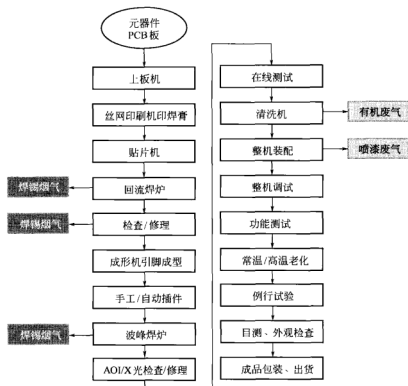 元器件
PCB板
上板机
丝网印刷机印焊膏
贴片机
焊锡烟气
回流焊炉
焊锡烟气
检查/修理
成形机引脚成型
手工/自动插件
焊锡烟气
波峰焊炉
AOI/X光检查/修理
在线测试
清洗机
有机废气
整机装配
喷漆废气
整机调试
功能测试
常温/高温老化
例行试验
目测、外观检查
成品包装、出货